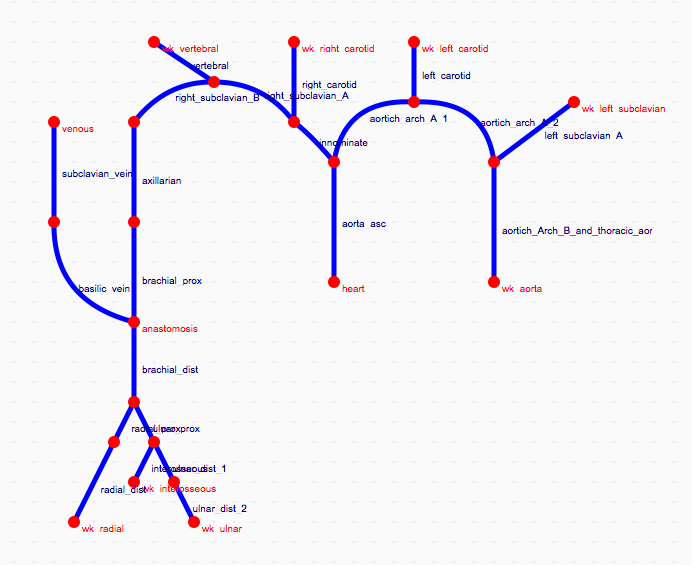 wk_vertebral
wk_right_carotid
wk_left_carotid
vertebral
left_carotid
right_carotid
right_subclavian_B
right_subclavian_A
wk_left_subclavian
aortich_arch_A_1
aortich_arch_A_2
venous
left_subclavian_A
innominate
subclavian_vein
axillarian
aorta_asc
aortich_Arch_B_and_thoracic_aor
brachial_prox
basilic_vein
heart
wk_aorta
anastomosis
brachial_dist
radial_prox
ulnar_prox
interosseous
ulnar_dist_1
radial_dist
wk_interosseous
ulnar_dist_2
wk_radial
wk_ulnar